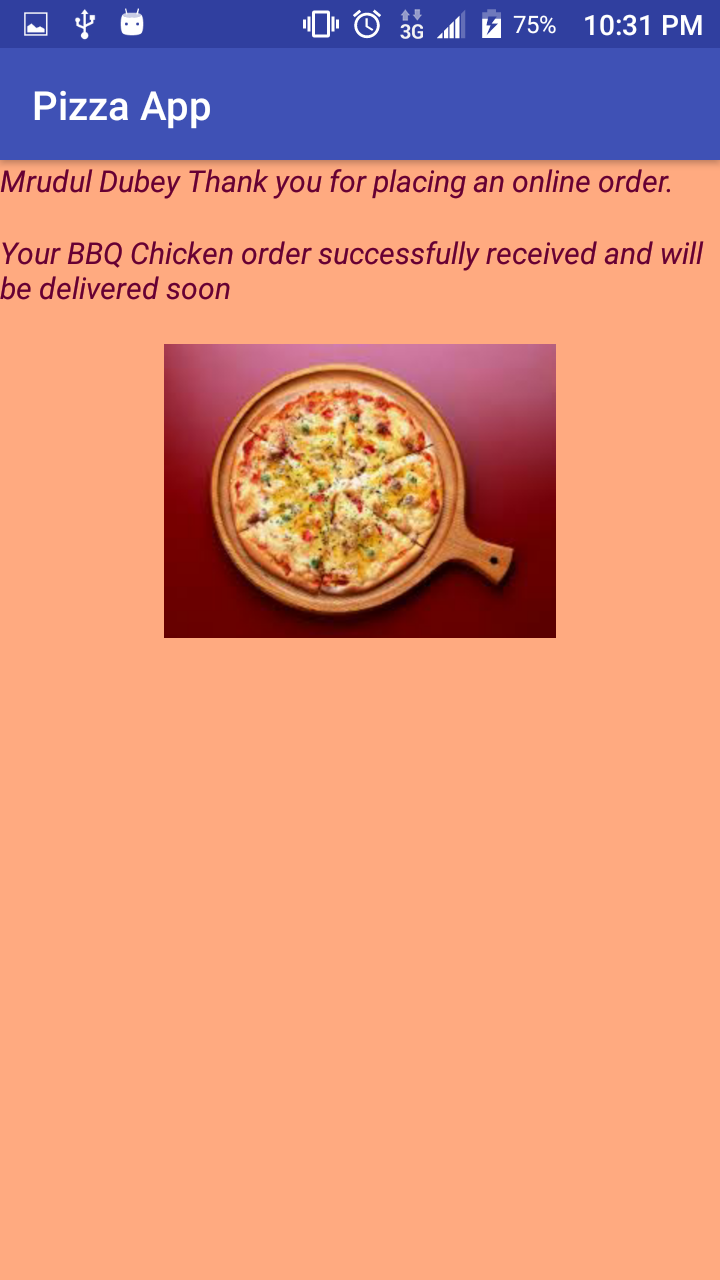 3G 75% 10:31 PM
Pizza App
Mrudul Dubey Thank you for placing an online order.
Your BBQ Chicken order successfully received and will
be delivered soon